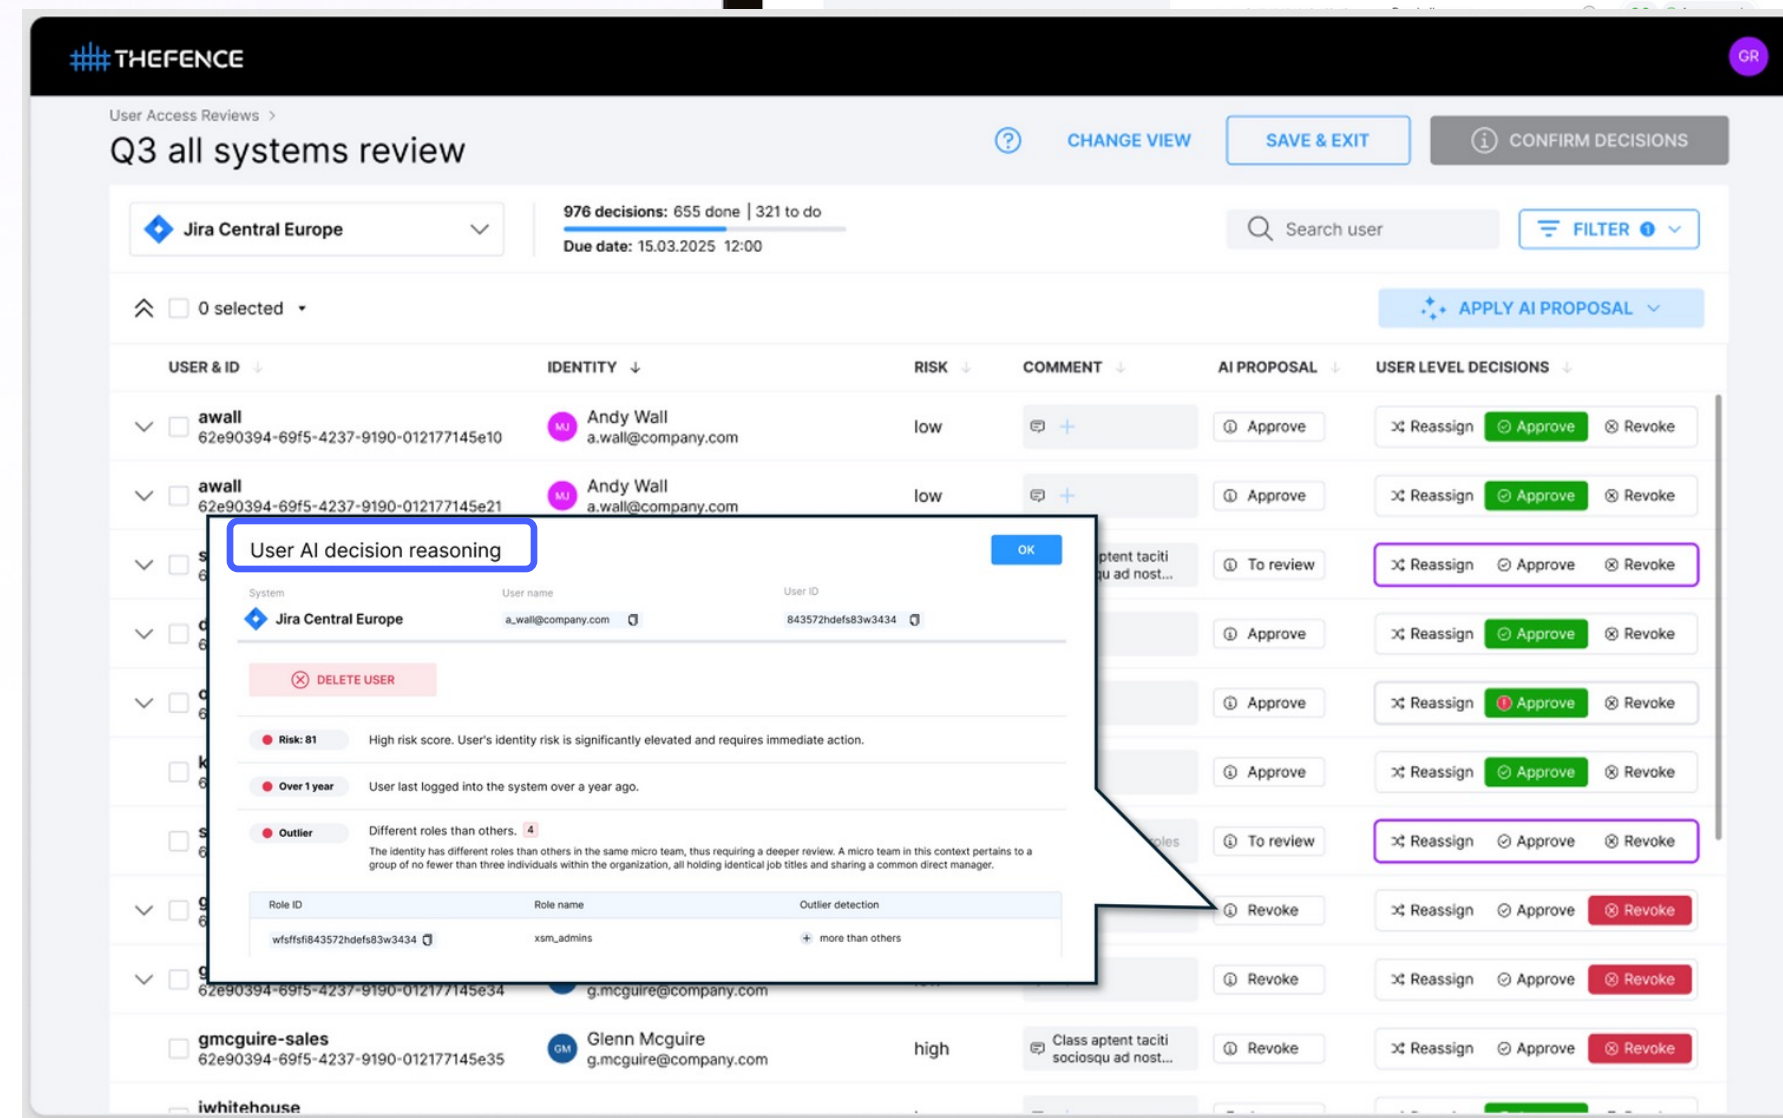 THEFENCE
GR
User Access Reviews >
Q3 all systems review
CHANGE VIEW
SAVE & EXIT
CONFIRM DECISIONS
Jira Central Europe
976 decisions: 655 done | 321 to do
Due date: 15.03.2025 12:00
Search user
FILTER 1
0 selected
APPLY AI PROPOSAL
USER & ID IDENTITY RISK COMMENT AI PROPOSAL USER LEVEL DECISIONS
awall
62e90394-69f5-4237-9190-012177145e10
MJ
Andy Wall
a.wall@company.com
low
Approve
Reassign Approve Revoke
awall
62e90394-69f5-4237-9190-012177145e21
MJ
Andy Wall
a.wall@company.com
low
Approve
Reassign Approve Revoke
ptent taciti
qu ad nost...
To review
Reassign Approve Revoke
Approve
Reassign Approve Revoke
Approve
Reassign Approve Revoke
Approve
Reassign Approve Revoke
To review
Reassign Approve Revoke
Revoke
Reassign Approve Revoke
62e90394-69f5-4237-9190-012177145e34
g.mcguire@company.com
Revoke
Reassign Approve Revoke
gmcguire-sales
62e90394-69f5-4237-9190-012177145e35
GM
Glenn Mcguire
g.mcguire@company.com
high
Class aptent taciti
sociosqu ad nost...
Revoke
Reassign Approve Revoke
iwhitehouse
User AI decision reasoning
OK
System
Jira Central Europe
User name
a_wall@company.com
User ID
843572hdefs83w3434
DELETE USER
Risk: 81
High risk score. User's identity risk is significantly elevated and requires immediate action.
Over 1 year
User last logged into the system over a year ago.
Outlier
Different roles than others. 4
The identity has different roles than others in the same micro team, thus requiring a deeper review. A micro team in this context pertains to a
group of no fewer than three individuals within the organization, all holding identical job titles and sharing a common direct manager.
Role ID Role name Outlier detection
wfsffsfi843572hdefs83w3434 xsm_admins + more than others